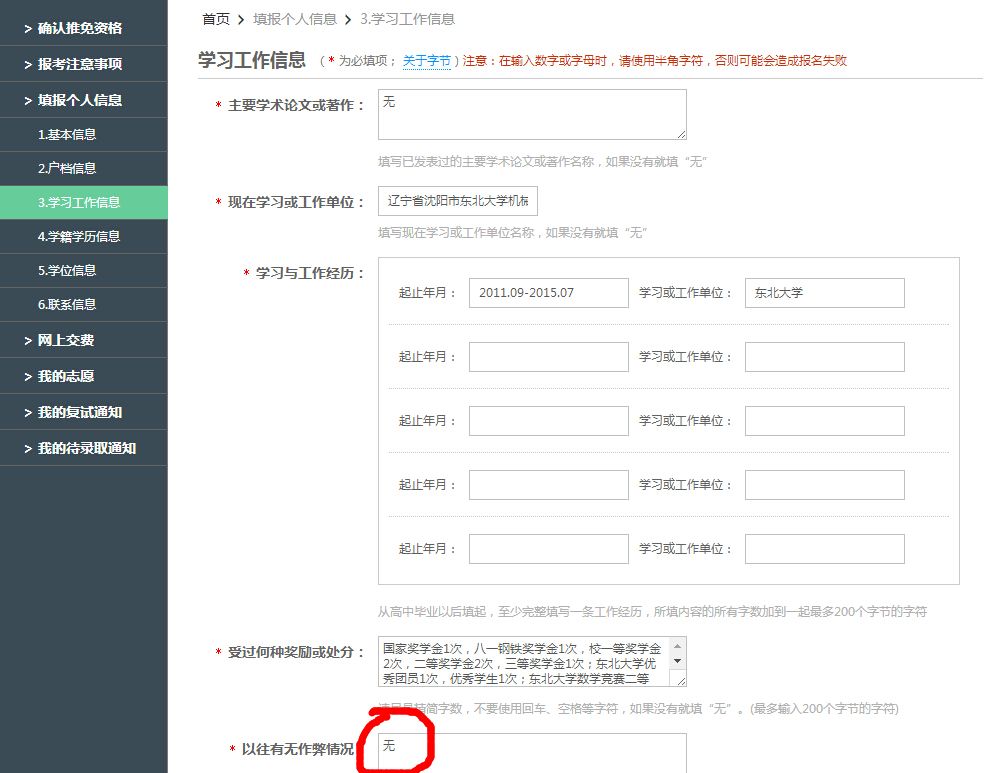 > 确认推免资格
> 报考注意事项
> 填报个人信息
1.基本信息
2.户档信息
3.学习工作信息
4.学籍学历信息
5.学位信息
6.联系信息
> 网上交费
> 我的志愿
> 我的复试通知
> 我的待录取通知
首页 > 填报个人信息 > 3.学习工作信息
学习工作信息 （ * 为必填项； 关于字节 ）注意：在输入数字或字母时，请使用半角字符，否则可能会造成报名失败
* 主要学术论文或著作： 无
填写已发表过的主要学术论文或著作名称，如果没有就填“无”
* 现在学习或工作单位： 辽宁省沈阳市东北大学机械
填写现在学习或工作单位名称，如果没有就填“无”
* 学习与工作经历：
起止年月： 2011.09-2015.07 学习或工作单位： 东北大学
起止年月： 学习或工作单位：
起止年月： 学习或工作单位：
起止年月： 学习或工作单位：
起止年月： 学习或工作单位：
从高中毕业以后填起，至少完整填写一条工作经历，所填内容的所有字数加到一起最多200个字节的字符
* 受过何种奖励或处分：
国家奖学金1次，八一钢铁奖学金1次，校一等奖学金
2次，二等奖学金2次，三等奖学金1次；东北大学优
秀团员1次，优秀学生1次；东北大学数学竞赛二等
请尽量精简字数，不要使用回车、空格等字符，如果没有就填“无”。(最多输入200个字节的字符)
* 以往有无作弊情况 无